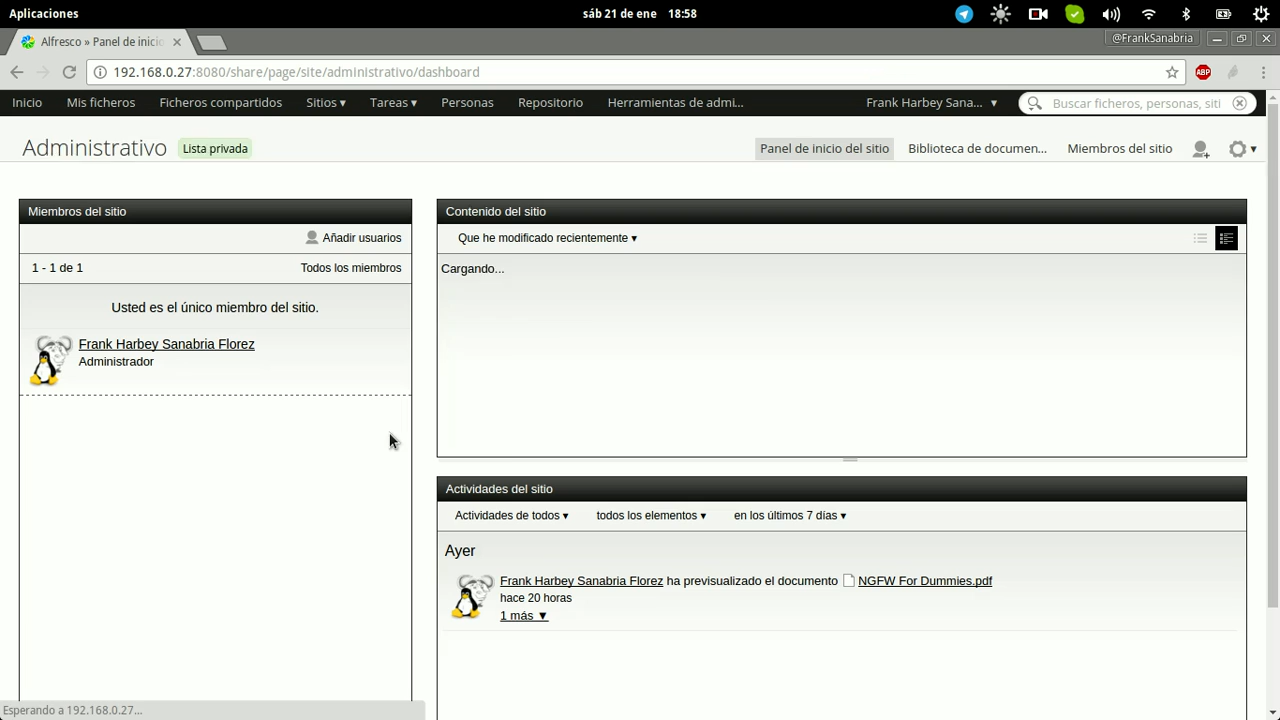 Aplicaciones
sáb 21 de ene 18:58
Alfresco » Panel de inicio
@FrankSanabria
192.168.0.27:8080/share/page/site/administrativo/dashboard
ABP
Inicio Mis ficheros Ficheros compartidos Sitios ▾ Tareas ▾ Personas Repositorio Herramientas de admi... Frank Harbey Sana... ▾ Buscar ficheros, personas, siti
Administrativo Lista privada
Panel de inicio del sitio Biblioteca de documen... Miembros del sitio
Miembros del sitio
Añadir usuarios
1 - 1 de 1 Todos los miembros
Usted es el único miembro del sitio.
Frank Harbey Sanabria Florez
Administrador
Contenido del sitio
Que he modificado recientemente ▾
Cargando...
Actividades del sitio
Actividades de todos ▾ todos los elementos ▾ en los últimos 7 días ▾
Ayer
Frank Harbey Sanabria Florez ha previsualizado el documento NGFW For Dummies.pdf
hace 20 horas
1 más ▼
Esperando a 192.168.0.27...